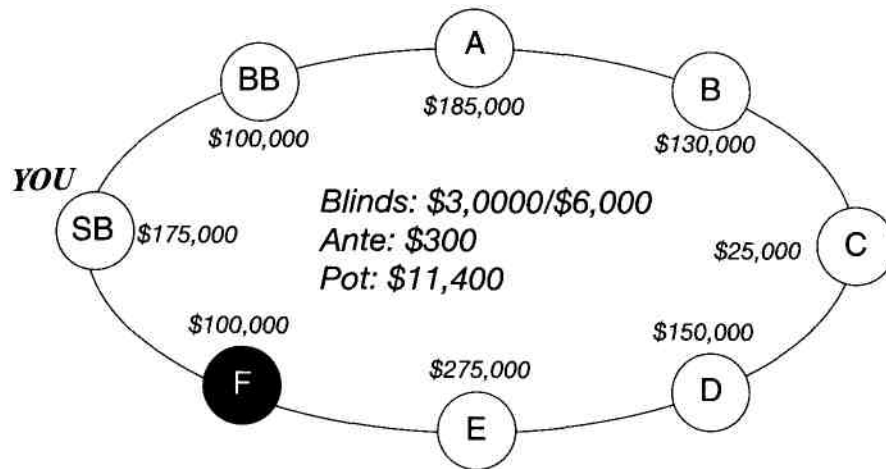 A
BB
B
$185,000
$100,000
$130,000
YOU
SB
$175,000
Blinds: $3,0000/$6,000
Ante: $300
Pot: $11,400
$25,000
C
$100,000
$150,000
F
$275,000
D
E